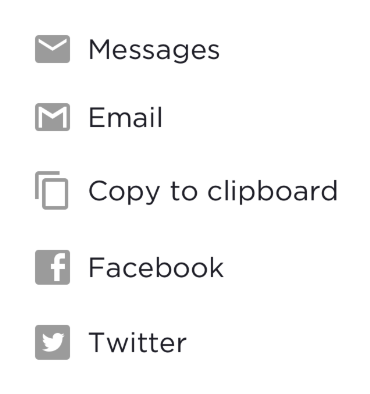 Messages
Email
Copy to clipboard
Facebook
Twitter